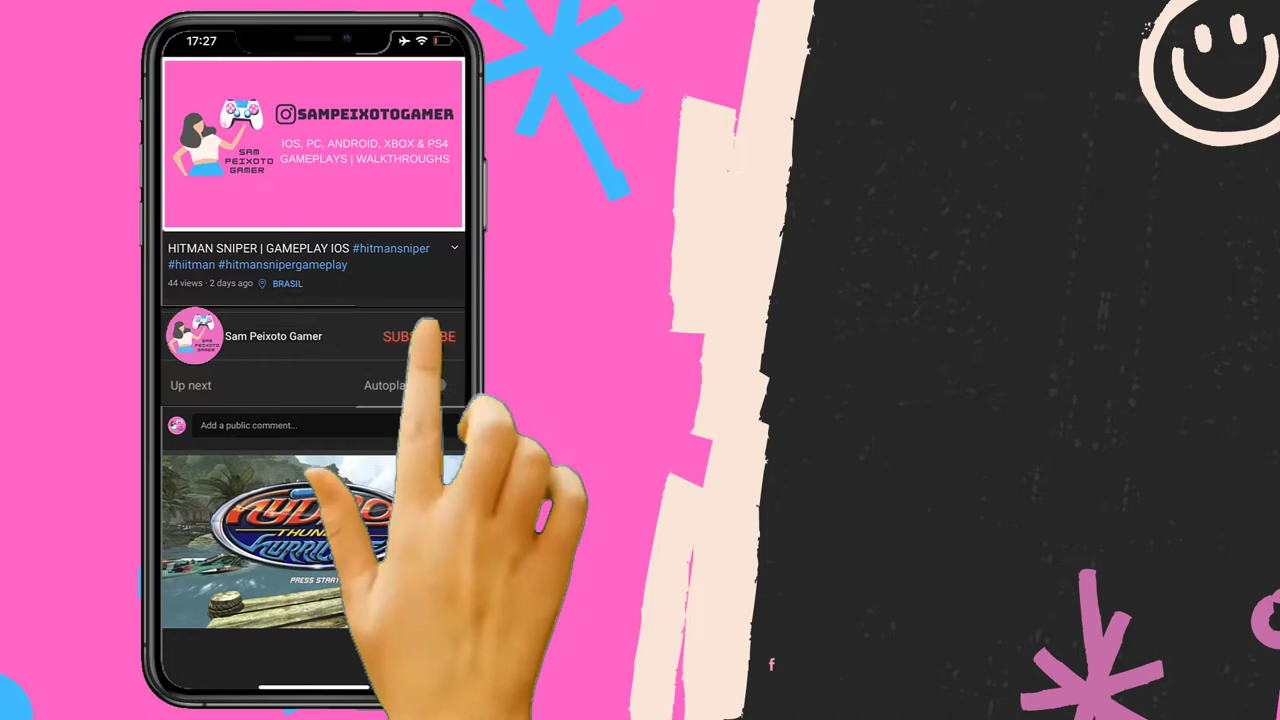 17:27
SAMPEIXOTOGAMER
IOS, PC, ANDROID, XBOX & PS4
GAMEPLAYS | WALKTHROUGHS
SAM
PEIXOTO
GAMER
HITMAN SNIPER | GAMEPLAY IOS #hitmansniper
#hiitman #hitmansnipergameplay
44 views · 2 days ago BRASIL
Sam Peixoto Gamer
Up next
Add a public comment...
PRESS START
f